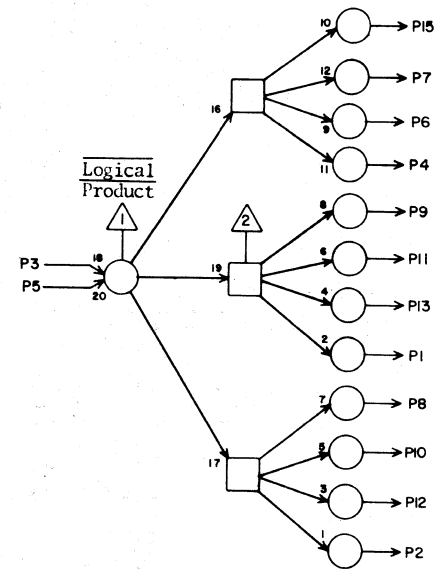 10 P15
12 P7
16 9 P6
11 P4
Logical
Product
1 2 8 P9
P3 18 19 6 P11
P5 20 4 P13
2 P1
7 P8
17 5 P10
3 P12
1 P2